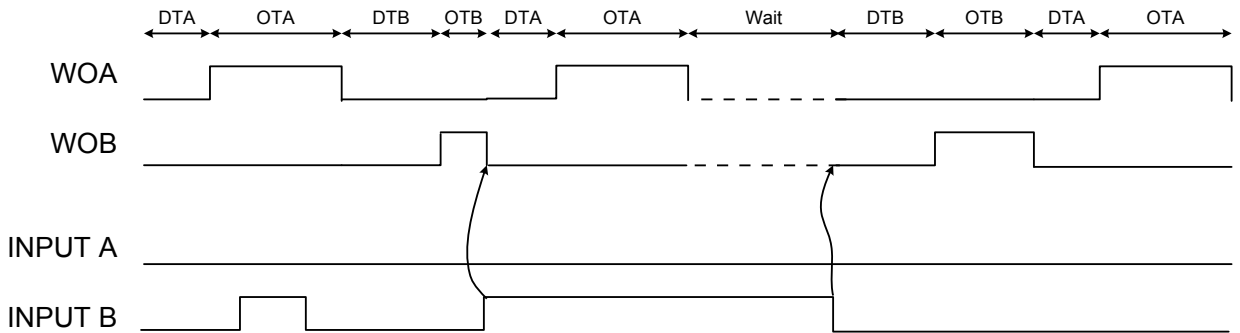 DTA OTA DTB OTB DTA OTA Wait DTB OTB DTA OTA
WOA
WOB
INPUT A
INPUT B